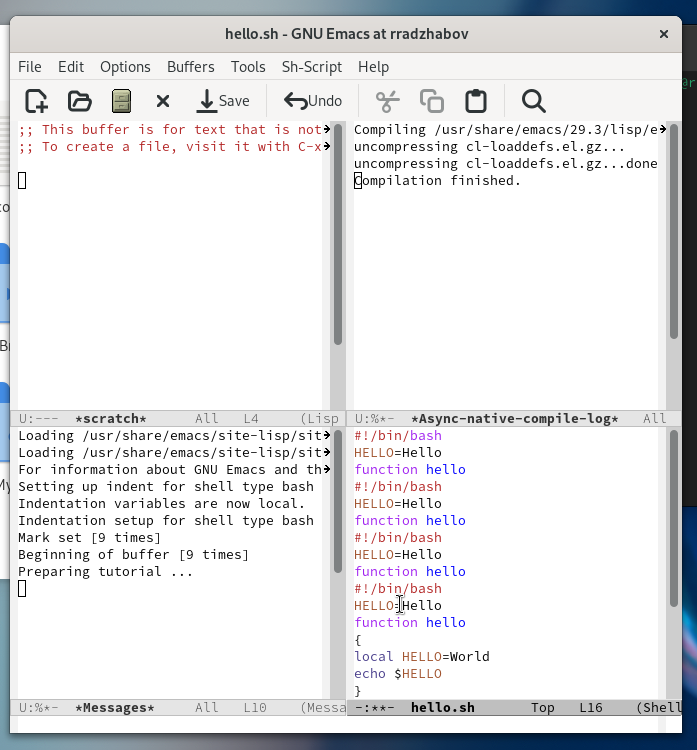 hello.sh - GNU Emacs at rradzhabov
File Edit Options Buffers Tools Sh-Script Help
Save Undo
;; This buffer is for text that is not
;; To create a file, visit it with C-x
U:--- *scratch* All L4 (Lisp
Compiling /usr/share/emacs/29.3/lisp/e
uncompressing cl-loaddefs.el.gz...
uncompressing cl-loaddefs.el.gz...done
Compilation finished.
U:%*- *Async-native-compile-log* All
Loading /usr/share/emacs/site-lisp/sit
Loading /usr/share/emacs/site-lisp/sit
For information about GNU Emacs and th
Setting up indent for shell type bash
Indentation variables are now local.
Indentation setup for shell type bash
Mark set [9 times]
Beginning of buffer [9 times]
Preparing tutorial ...
U:%*- *Messages* All L10 (Messa
#!/bin/bash
HELLO=Hello
function hello
#!/bin/bash
HELLO=Hello
function hello
#!/bin/bash
HELLO=Hello
function hello
#!/bin/bash
HELLO=Hello
function hello
{
local HELLO=World
echo $HELLO
}
-:**- hello.sh Top L16 (Shell